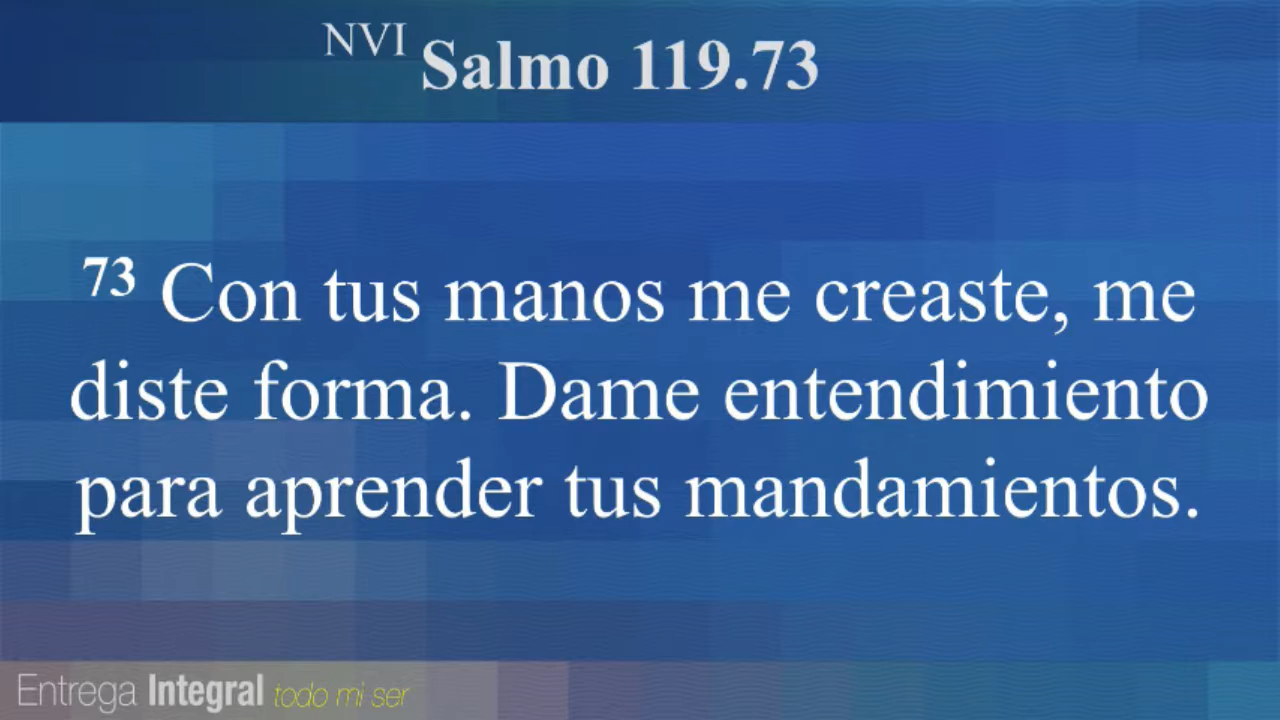 NVI Salmo 119.73
73 Con tus manos me creaste, me
diste forma. Dame entendimiento
para aprender tus mandamientos.
Entrega Integral todo mi ser